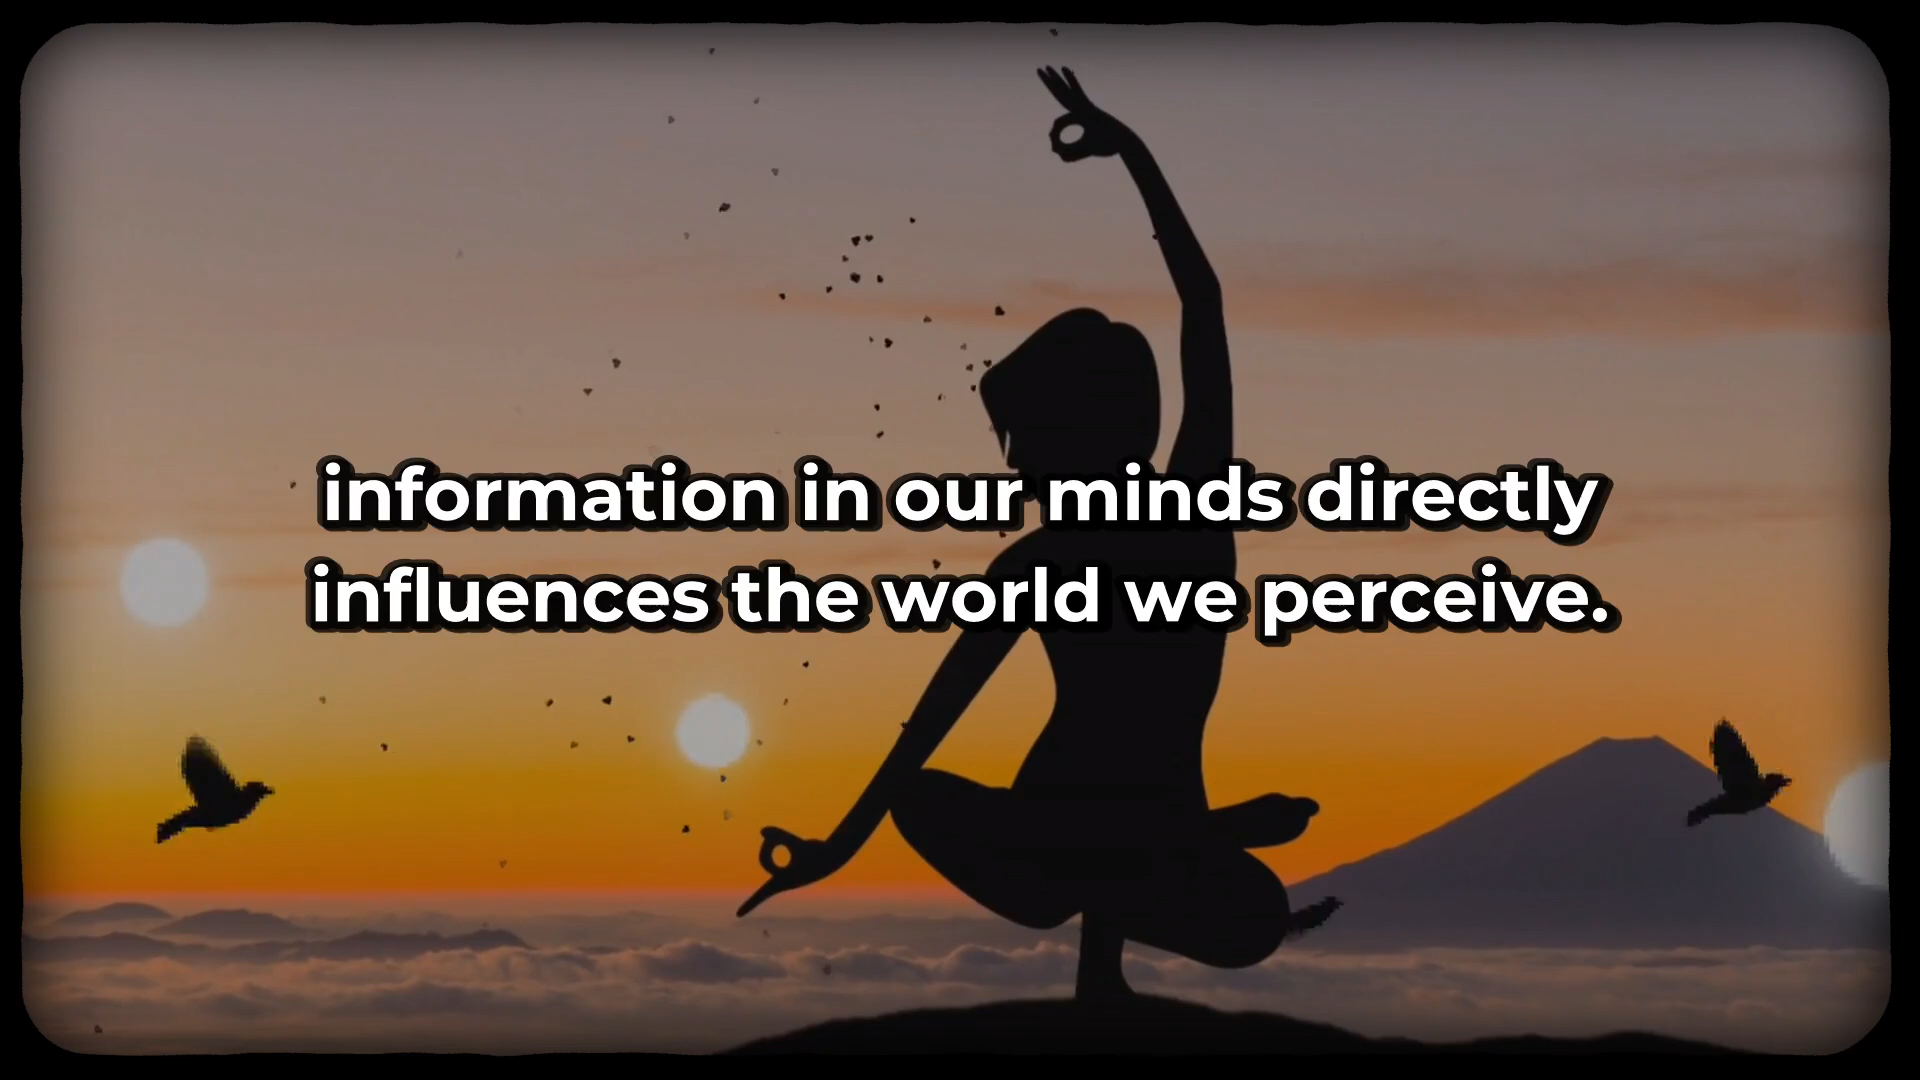 information in our minds directly
influences the world we perceive.